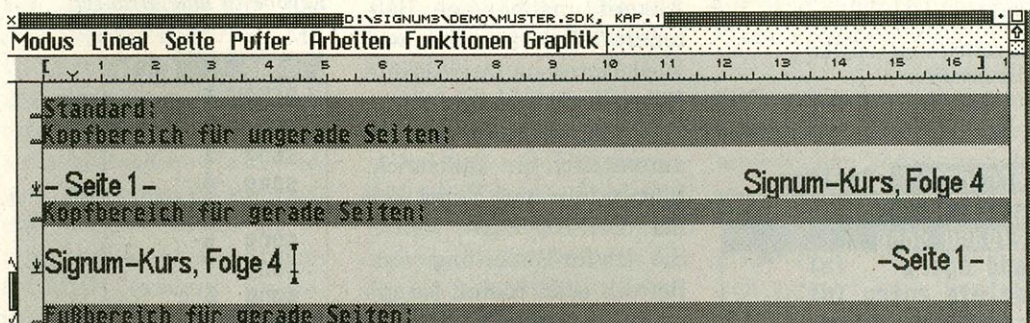 D:\SIGNUM3\DEMO\MUSTER.SDK, KAP.1
Modus Lineal Seite Puffer Arbeiten Funktionen Graphik
1 2 3 4 5 6 7 8 9 10 11 12 13 14 15 16 1
Standard:
Kopfbereich für ungerade Seiten:
– Seite 1 – Signum–Kurs, Folge 4
Kopfbereich für gerade Seiten:
Signum–Kurs, Folge 4 –Seite 1–
Fußbereich für gerade Seiten: